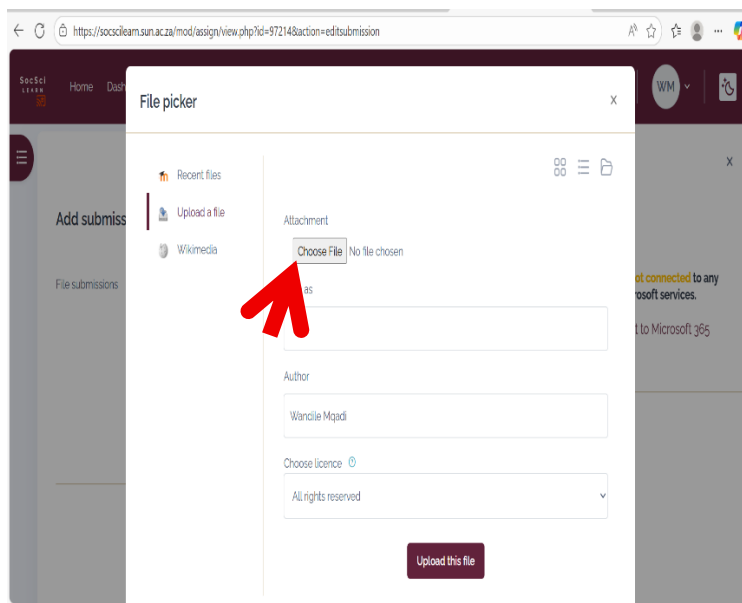 https://socscilearn.sun.ac.za/mod/assign/view.php?id=97214&action=editsubmission
SocSci
LEARN
Home Dash
WM
File picker
x
x
Recent files
Upload a file
Wikimedia
Add submiss
File submissions
Attachment
Choose File No file chosen
as
ot connected to any
rosoft services.
t to Microsoft 365
Author
Wandile Mqadi
Choose licence
All rights reserved
Upload this file